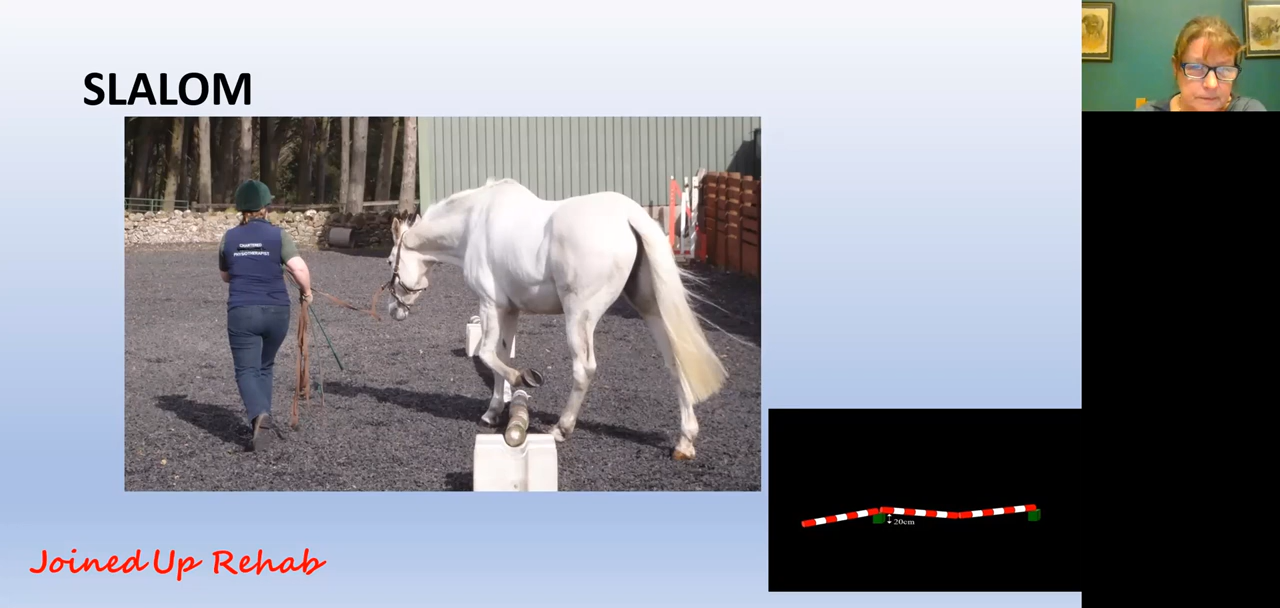 SLALOM
CHARTERED
PHYSIOTHERAPIST
20cm
Joined Up Rehab